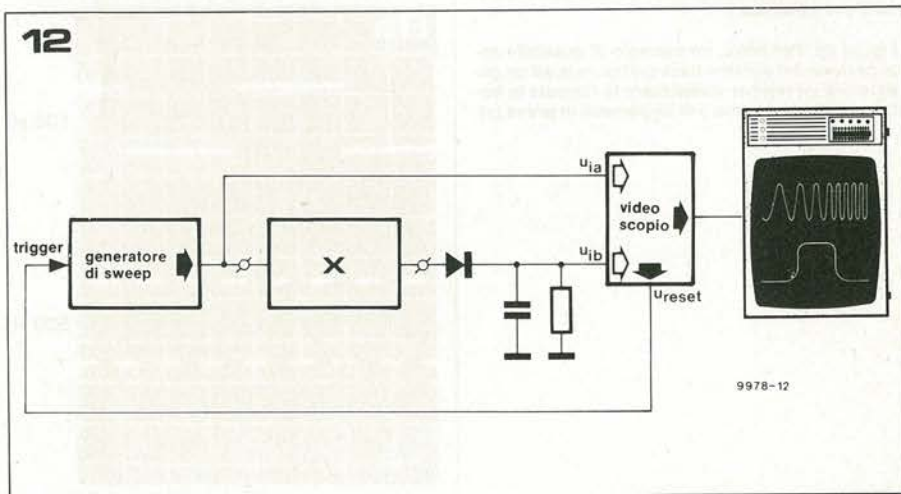 12
trigger
generatore
di sweep
X
u_ia
u_ib
video
scopio
u_reset
9978-12